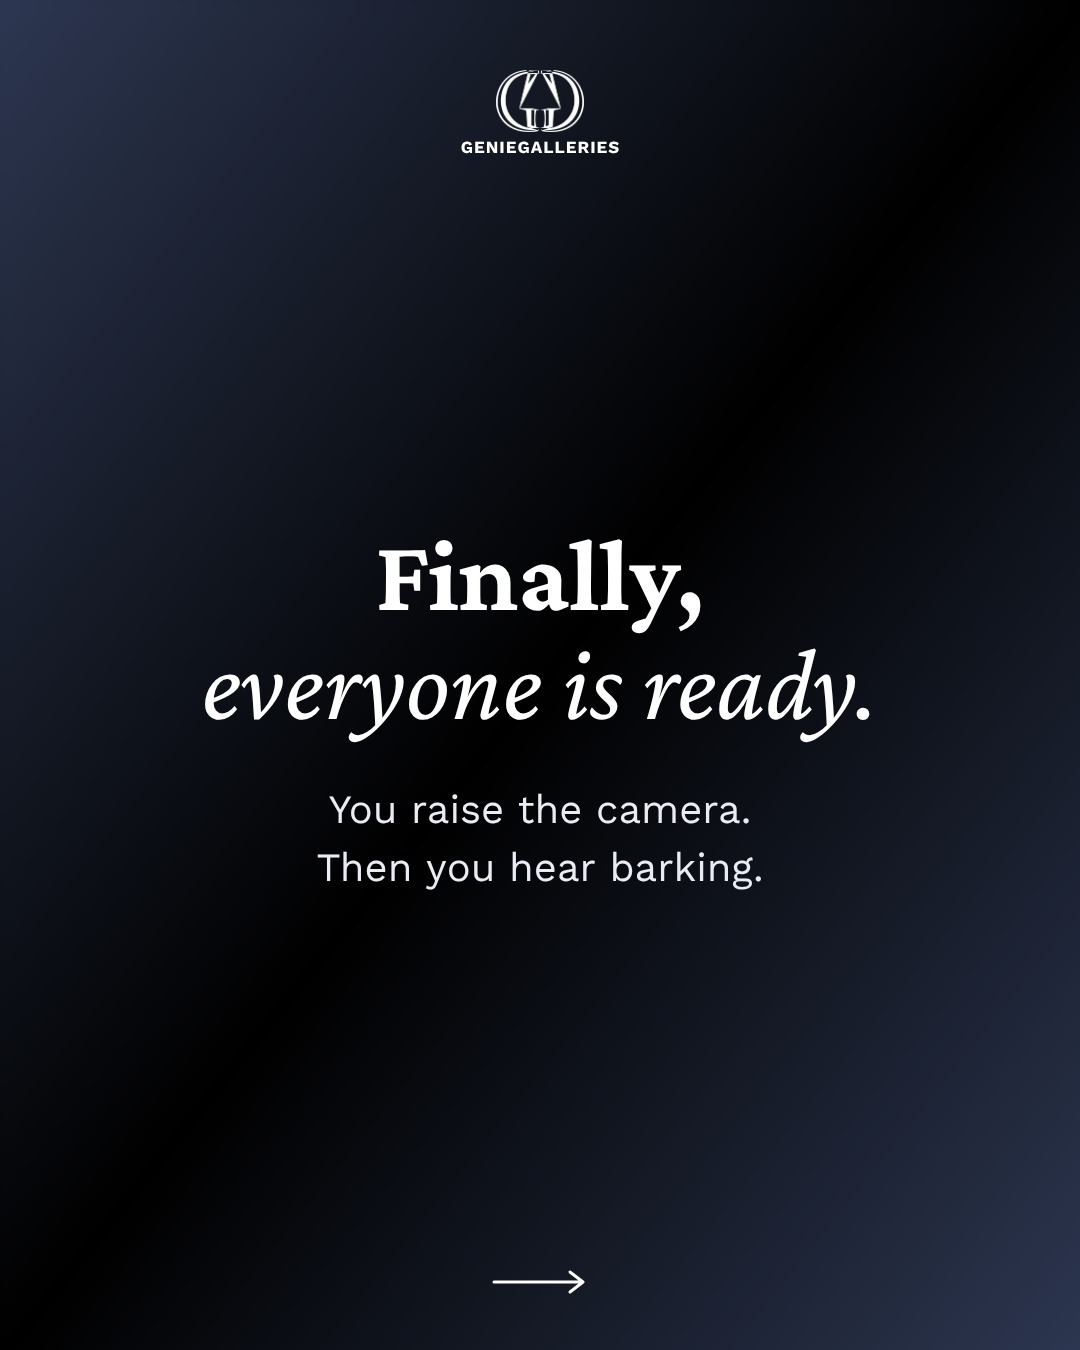 GENIEGALLERIES
Finally,
everyone is ready.
You raise the camera.
Then you hear barking.